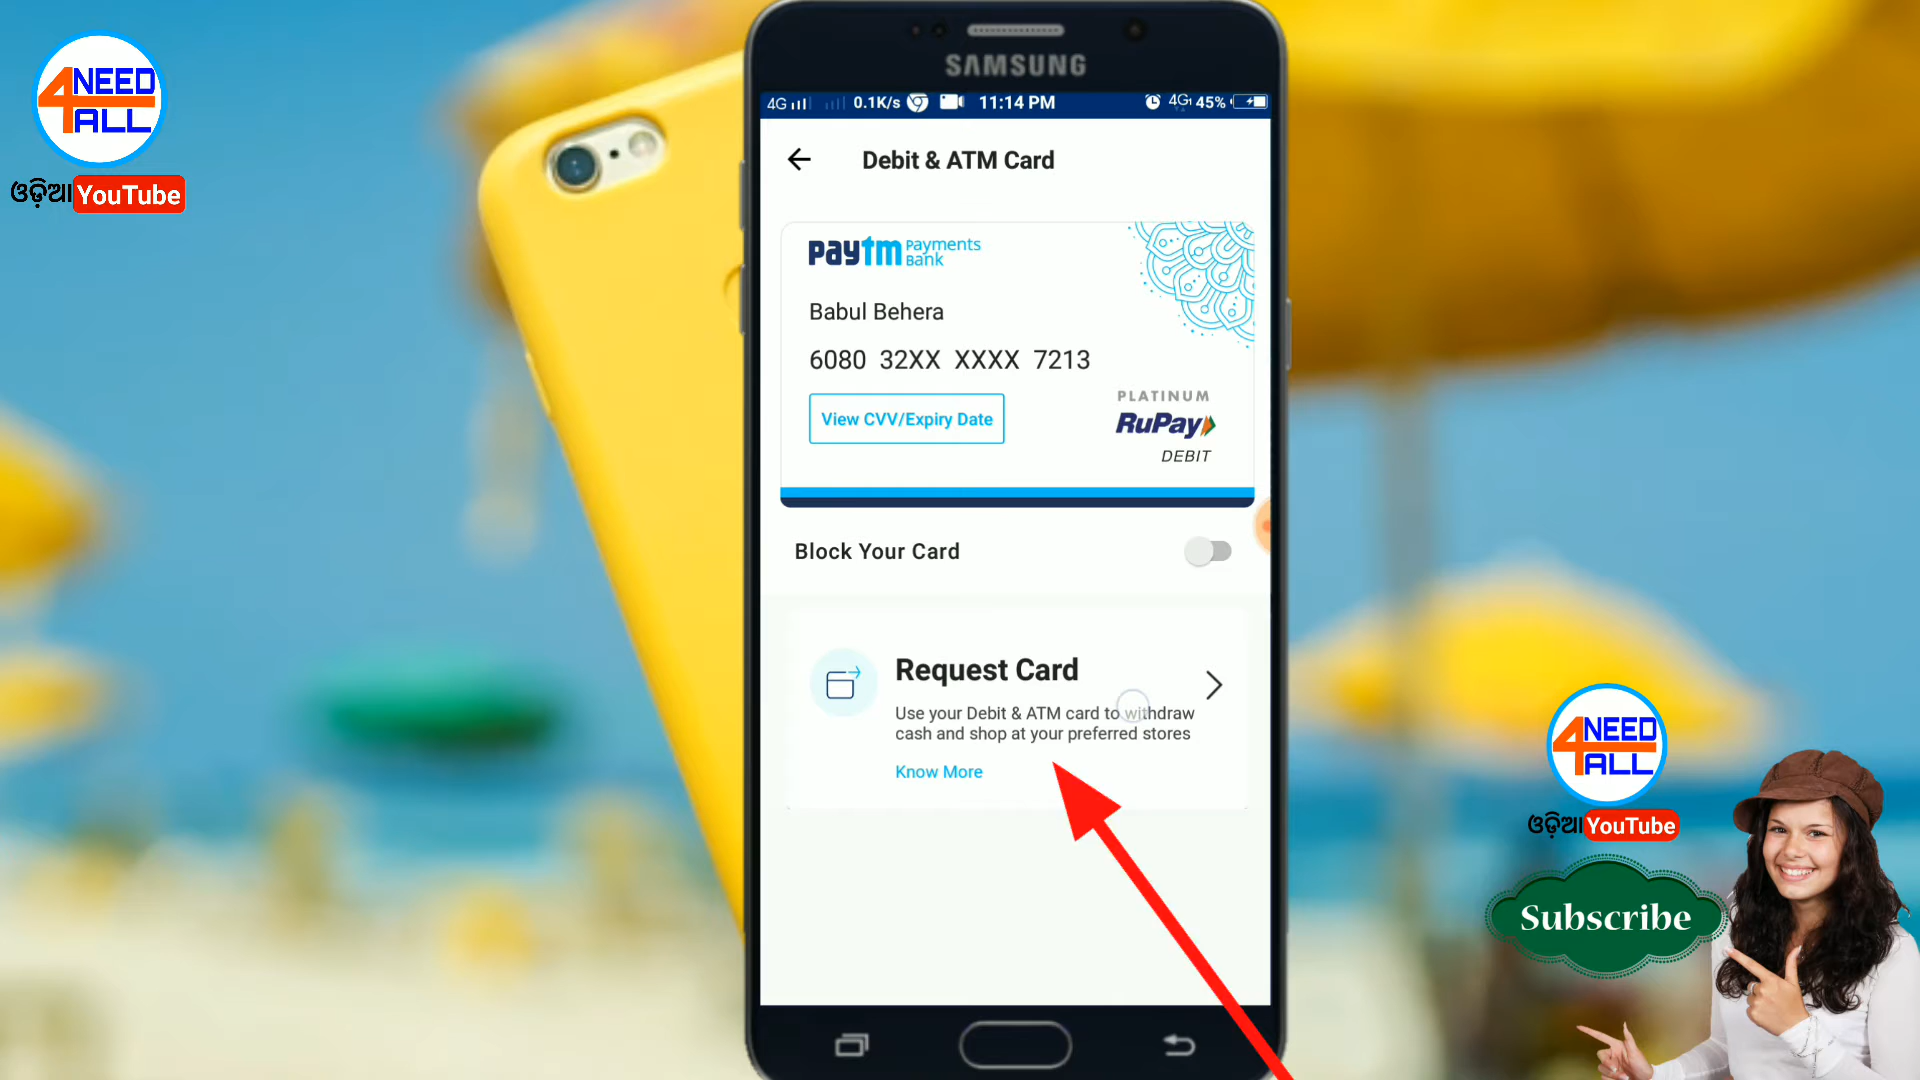 4NEED
ALL
ଓଡ଼ିଆ YouTube
SAMSUNG
4G 0.1K/s 11:14 PM 4G 45%
Debit & ATM Card
paytm Payments Bank
Babul Behera
6080 32XX XXXX 7213
View CVV/Expiry Date
PLATINUM
RuPay
DEBIT
Block Your Card
Request Card
Use your Debit & ATM card to withdraw
cash and shop at your preferred stores
Know More
4NEED
ALL
ଓଡ଼ିଆ YouTube
Subscribe